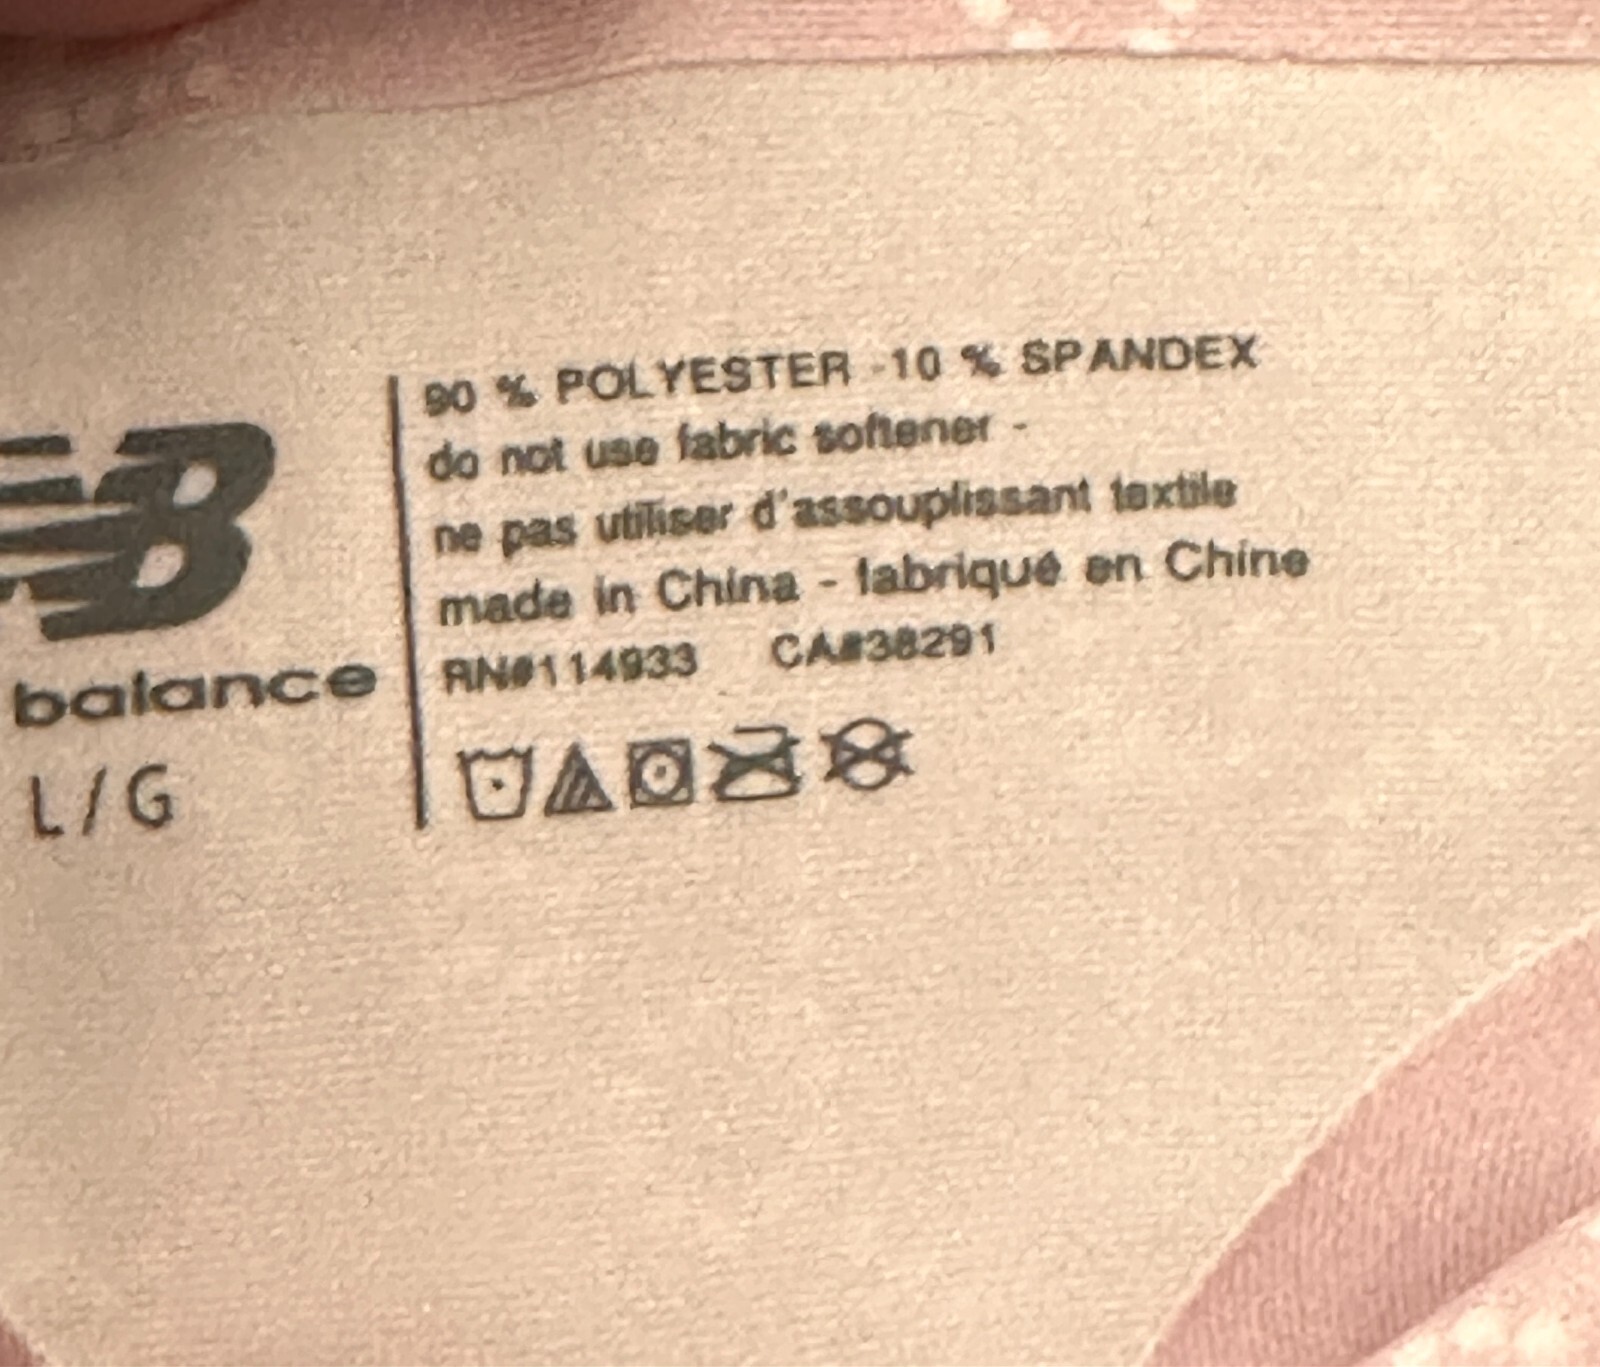 NB
balance
L/G
90 % POLYESTER -10 % SPANDEX
do not use fabric softener -
ne pas utiliser d'assouplissant textile
made in China - fabriqué en Chine
RN#114933 CA#38291